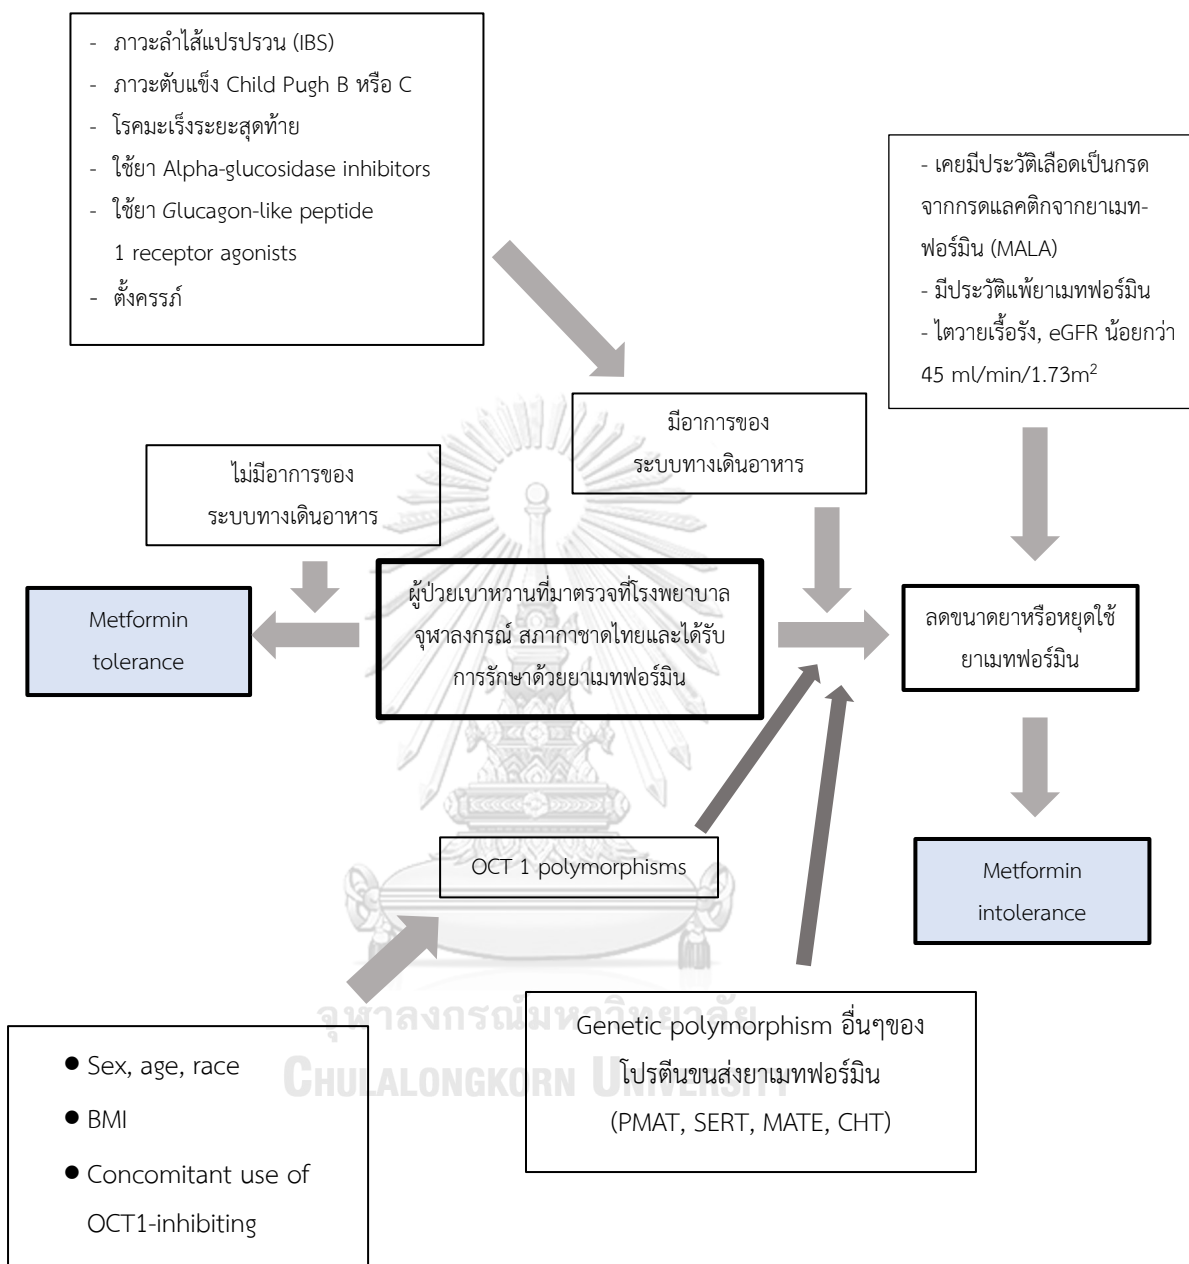 - ภาวะลำไส้แปรปรวน (IBS)
- ภาวะตับแข็ง Child Pugh B หรือ C
- โรคมะเร็งระยะสุดท้าย
- ใช้ยา Alpha-glucosidase inhibitors
- ใช้ยา Glucagon-like peptide
1 receptor agonists
- ตั้งครรภ์
- เคยมีประวัติเลือดเป็นกรด
จากกรดแลคติกจากยาเมท-
ฟอร์มิน (MALA)
- มีประวัติแพ้ยาเมทฟอร์มิน
- ไตวายเรื้อรัง, eGFR น้อยกว่า
45 ml/min/1.73m²
มีอาการของ
ระบบทางเดินอาหาร
ไม่มีอาการของ
ระบบทางเดินอาหาร
Metformin
tolerance
ผู้ป่วยเบาหวานที่มาตรวจที่โรงพยาบาล
จุฬาลงกรณ์ สภากาชาดไทยและได้รับ
การรักษาด้วยยาเมทฟอร์มิน
ลดขนาดยาหรือหยุดใช้
ยาเมทฟอร์มิน
OCT 1 polymorphisms
Metformin
intolerance
จุฬาลงกรณ์มหาวิทยาลัย
CHULALONGKORN UNIVERSITY
● Sex, age, race
● BMI
● Concomitant use of
OCT1-inhibiting
Genetic polymorphism อื่นๆของ
โปรตีนขนส่งยาเมทฟอร์มิน
(PMAT, SERT, MATE, CHT)